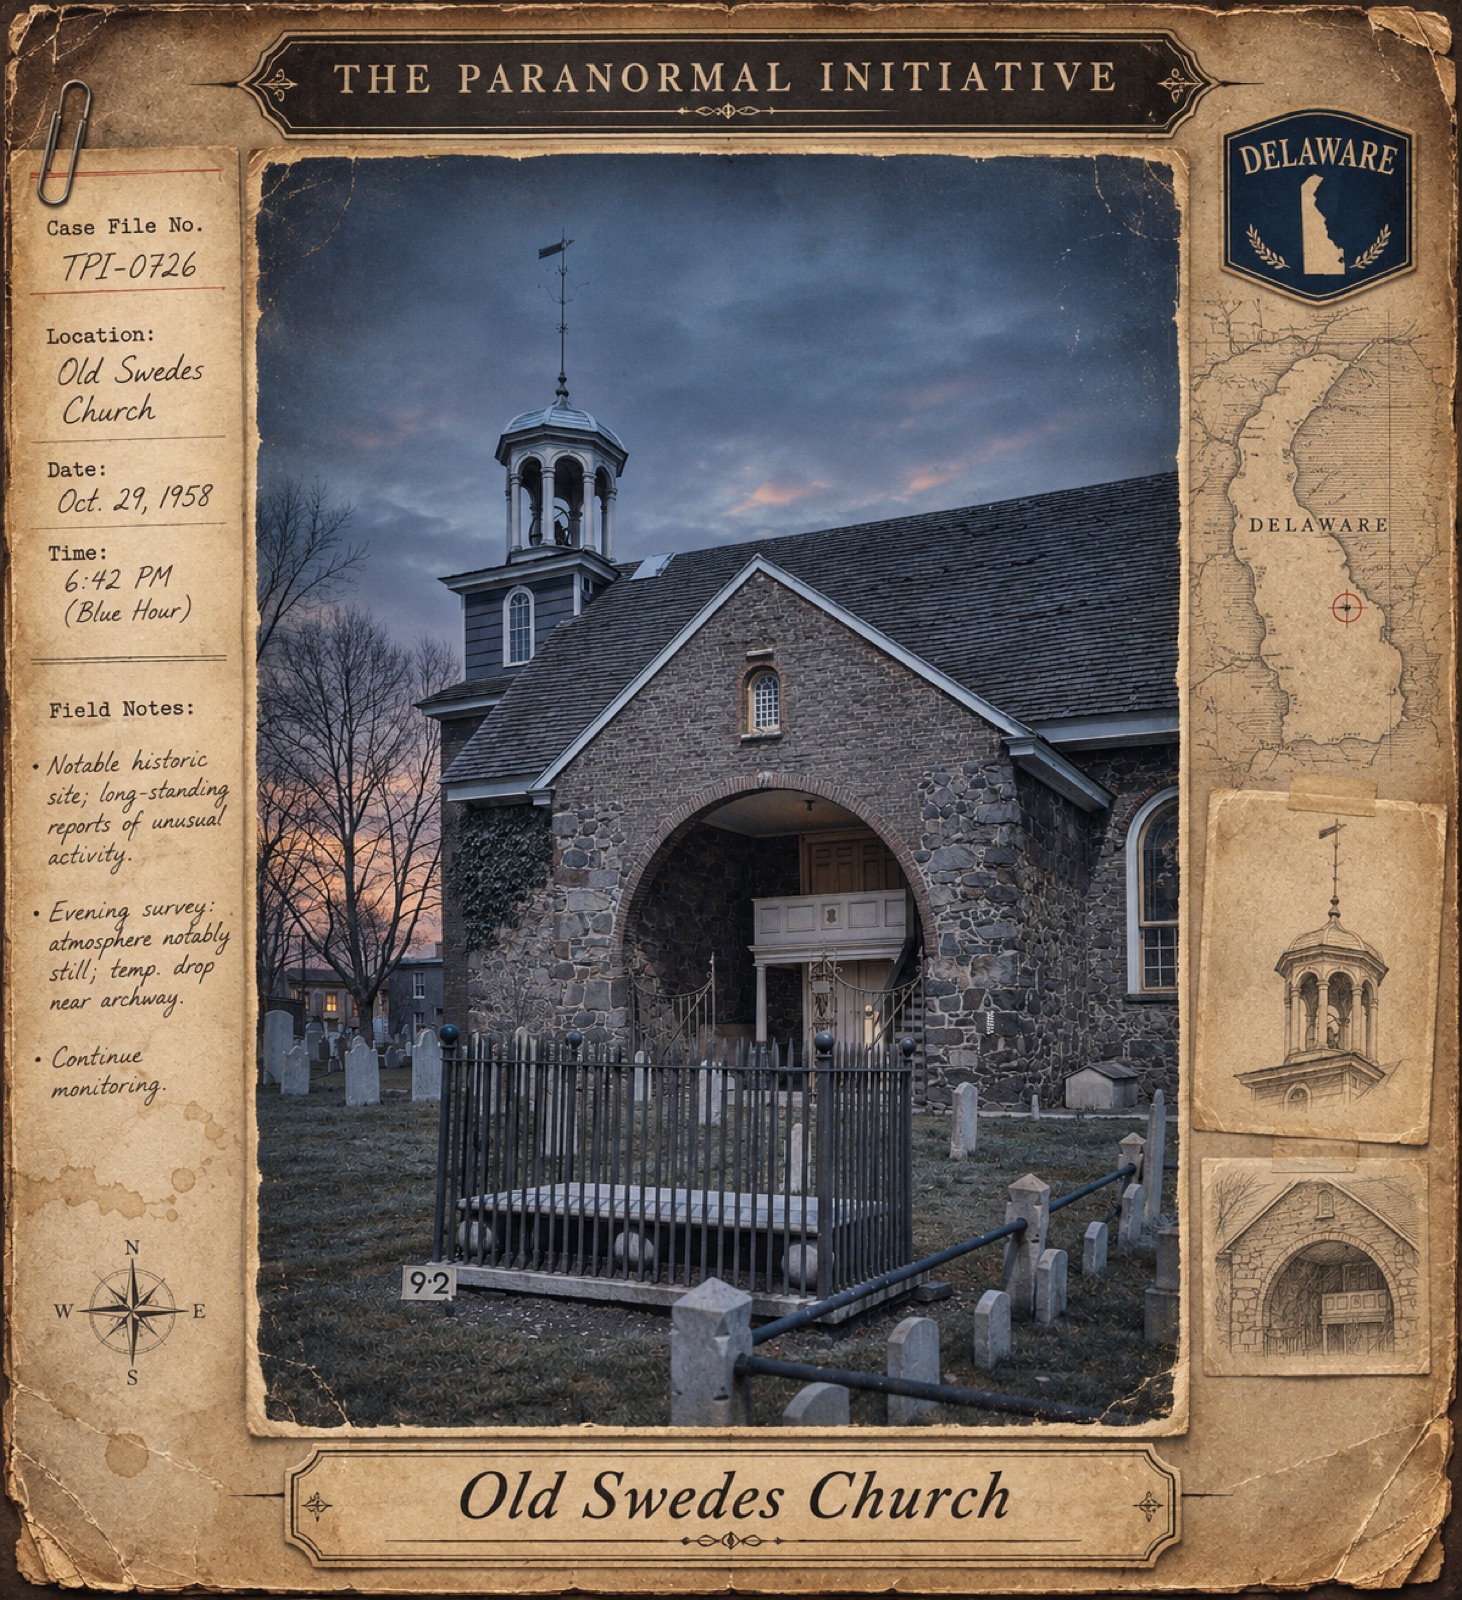 THE PARANORMAL INITIATIVE
DELAWARE
Case File No.
TPI-0726
Location:
Old Swedes
Church
Date:
Oct. 29, 1958
Time:
6:42 PM
(Blue Hour)
Field Notes:
• Notable historic
site; long-standing
reports of unusual
activity.
• Evening survey:
atmosphere notably
still; temp. drop
near archway.
• Continue
monitoring.
N
W E
S
DELAWARE
9·2
Old Swedes Church